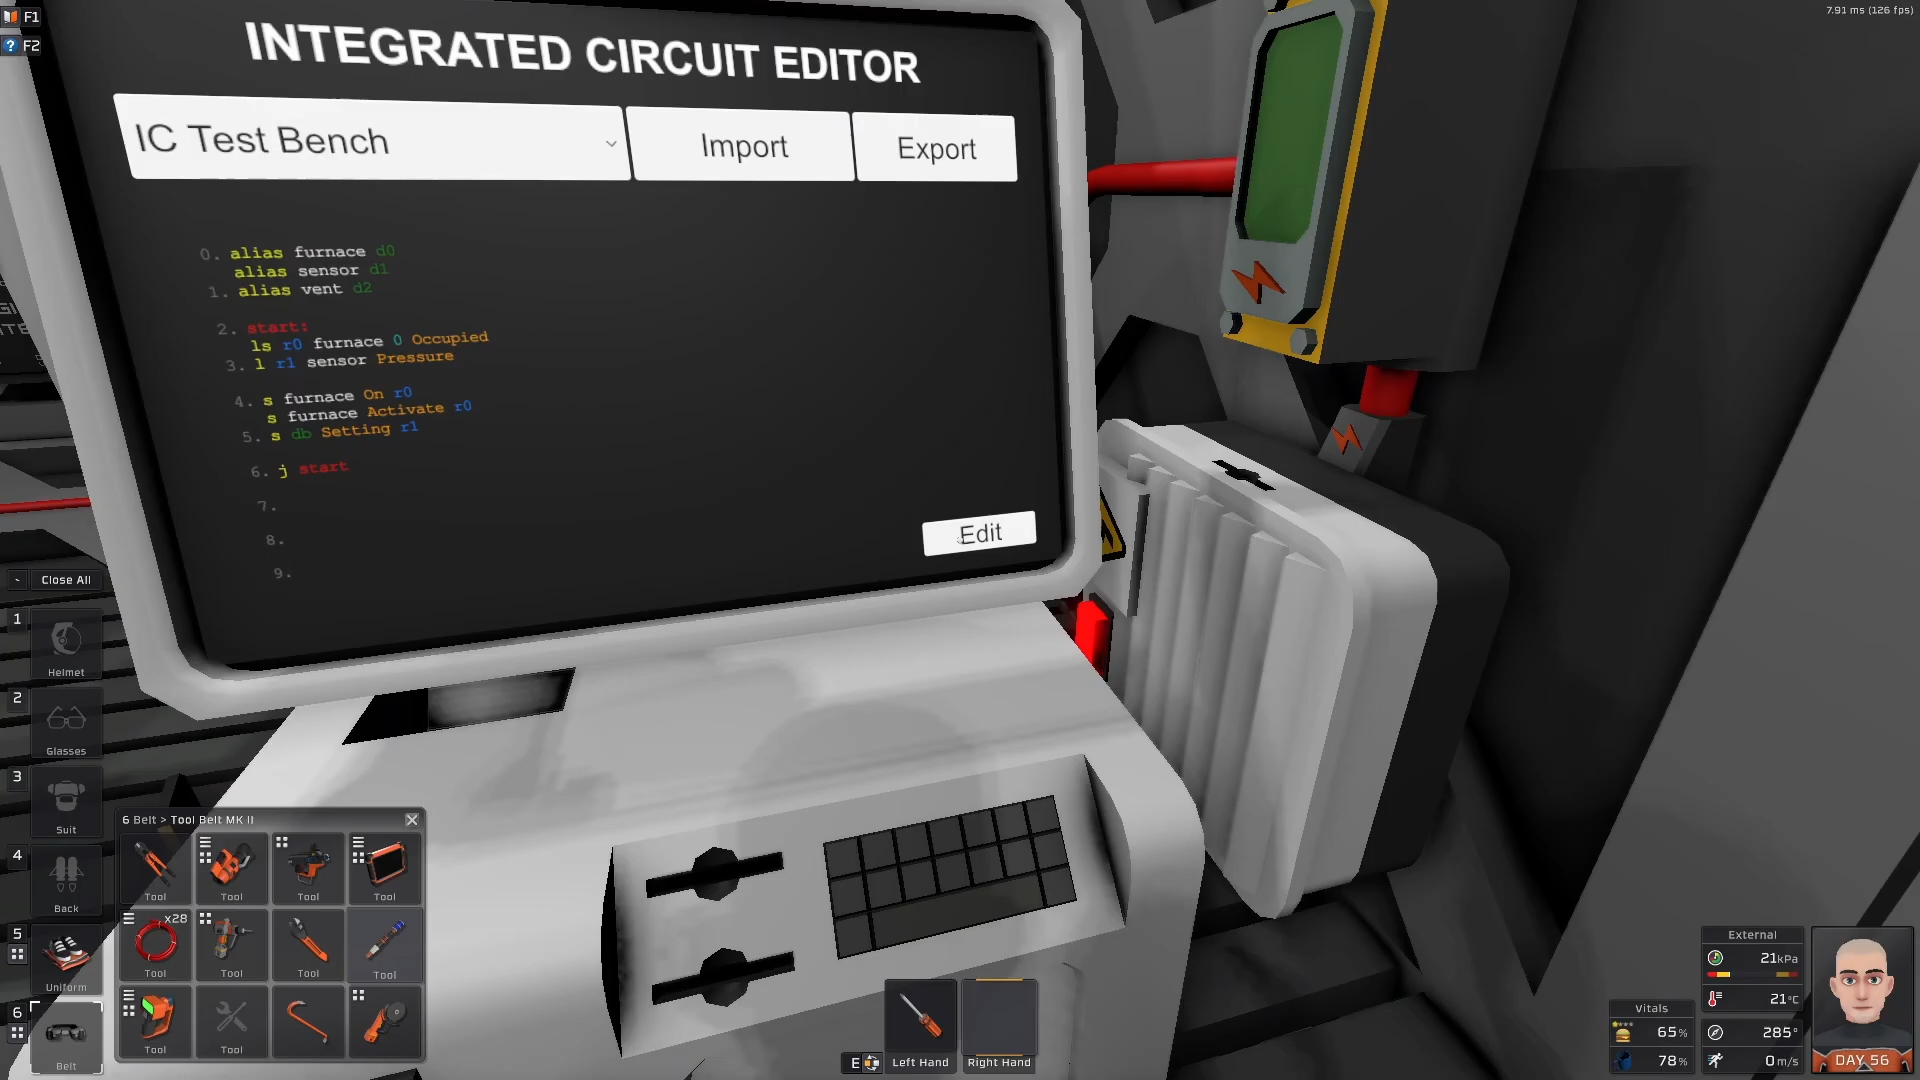 F1
F2
7.91 ms (126 fps)
INTEGRATED CIRCUIT EDITOR
IC Test Bench
Import
Export
0. alias furnace d0
alias sensor d1
1. alias vent d2
2. start:
ls r0 furnace 0 Occupied
3. l r1 sensor Pressure
4. s furnace On r0
s furnace Activate r0
5. s db Setting r1
6. j start
7.
8.
9.
Edit
~ Close All
1
Helmet
2
Glasses
3
Suit
4
Back
5
Uniform
6
Belt
6 Belt > Tool Belt MK II
Tool
Tool
Tool
Tool
x28
Tool
Tool
Tool
Tool
Tool
Tool
Tool
E
Left Hand
Right Hand
External
21kPa
21°C
Vitals
65%
285°
78%
0m/s
DAY 56